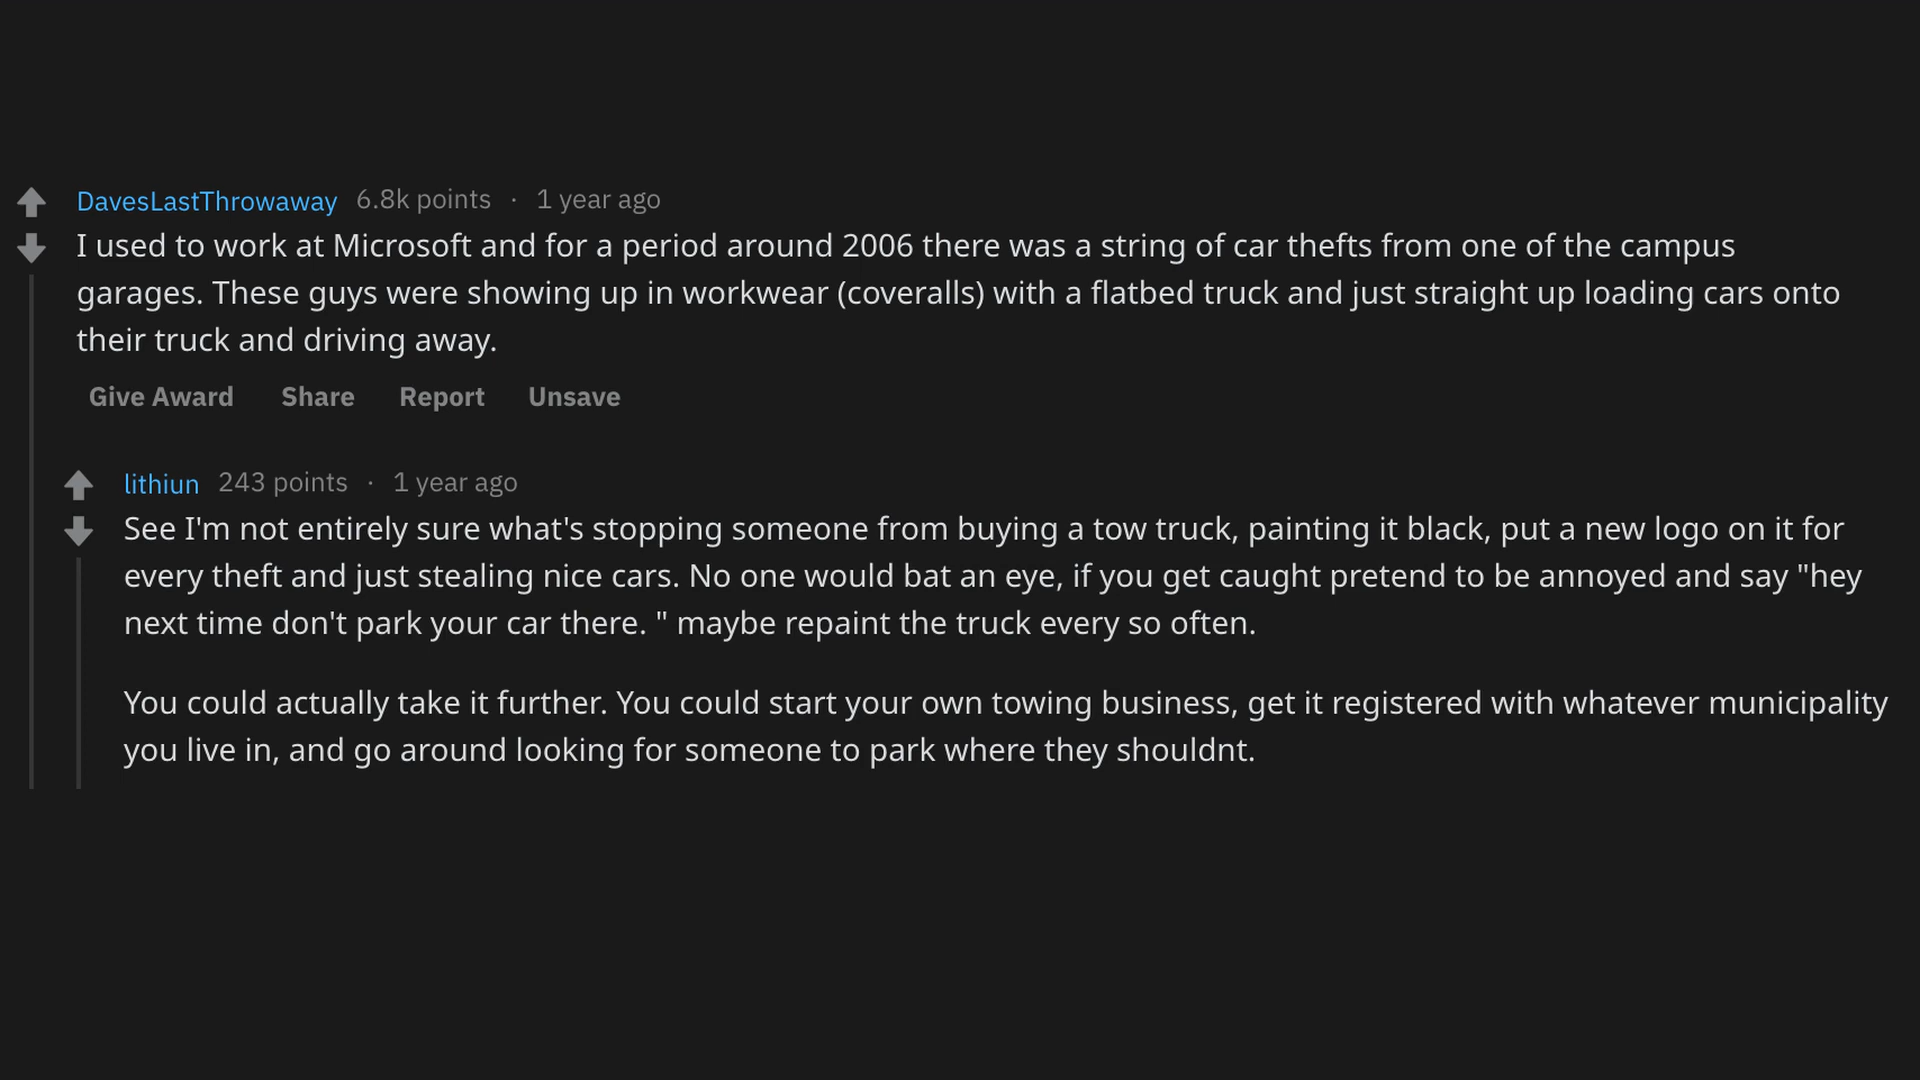 DavesLastThrowaway 6.8k points · 1 year ago
I used to work at Microsoft and for a period around 2006 there was a string of car thefts from one of the campus
garages. These guys were showing up in workwear (coveralls) with a flatbed truck and just straight up loading cars onto
their truck and driving away.
Give Award Share Report Unsave
lithiun 243 points · 1 year ago
See I'm not entirely sure what's stopping someone from buying a tow truck, painting it black, put a new logo on it for
every theft and just stealing nice cars. No one would bat an eye, if you get caught pretend to be annoyed and say "hey
next time don't park your car there. " maybe repaint the truck every so often.
You could actually take it further. You could start your own towing business, get it registered with whatever municipality
you live in, and go around looking for someone to park where they shouldnt.